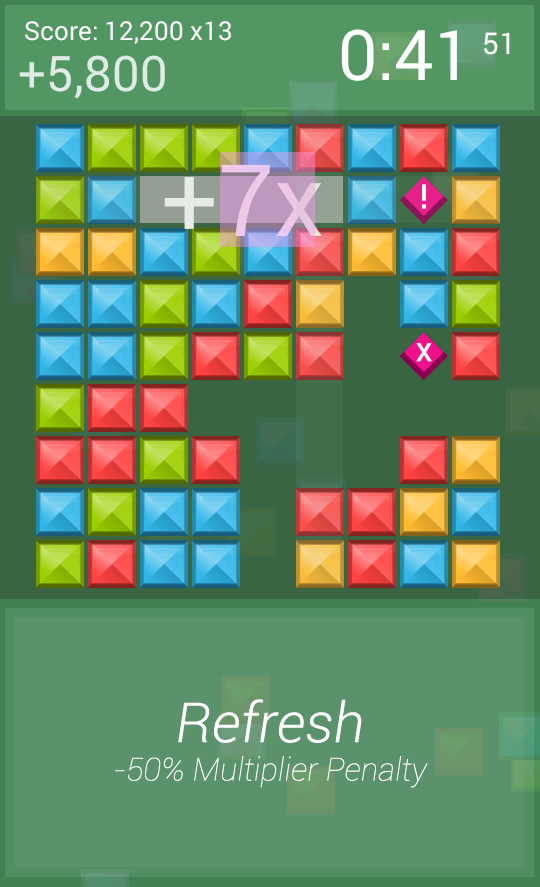 Score: 12,200 x13
+5,800
0:41 51
+7x
!
x
Refresh
-50% Multiplier Penalty